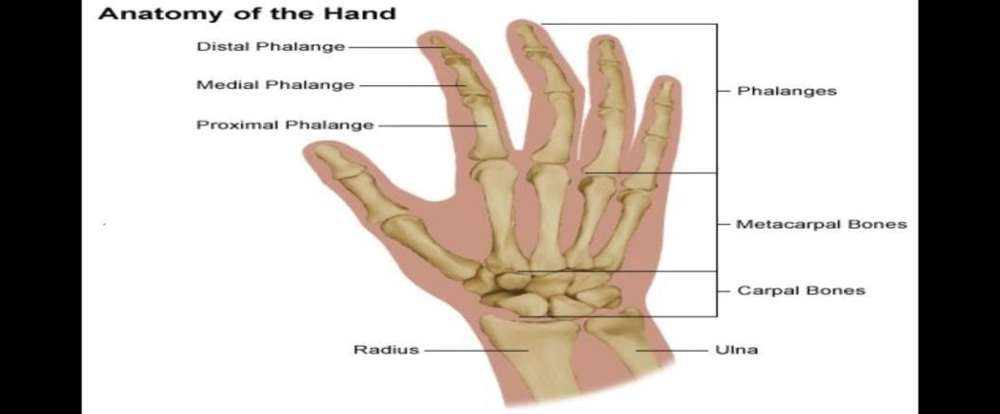 Anatomy of the Hand
Distal Phalange
Medial Phalange
Proximal Phalange
Phalanges
Metacarpal Bones
Carpal Bones
Radius
Ulna